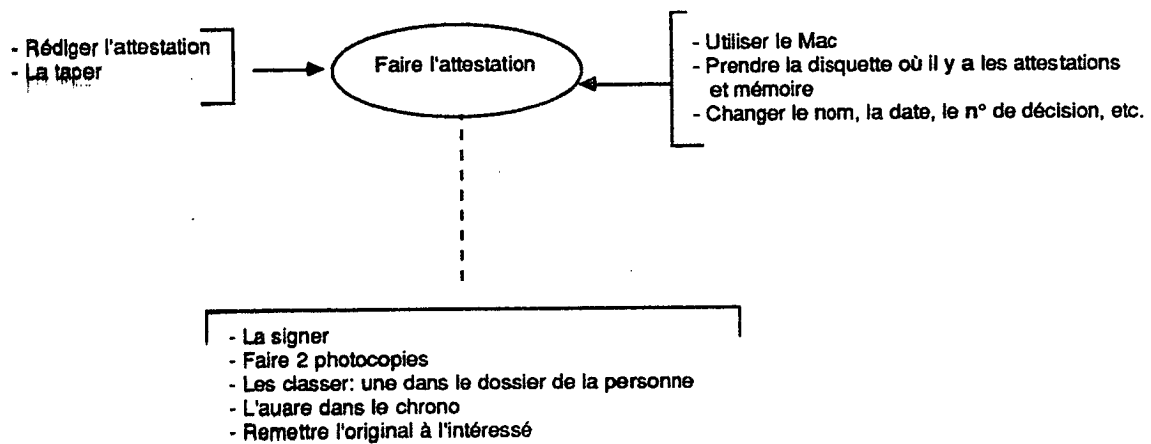 - Rédiger l'attestation
- La taper
Faire l'attestation
- Utiliser le Mac
- Prendre la disquette où il y a les attestations
et mémoire
- Changer le nom, la date, le n° de décision, etc.
- La signer
- Faire 2 photocopies
- Les classer: une dans le dossier de la personne
- L'auare dans le chrono
- Remettre l'original à l'intéressé